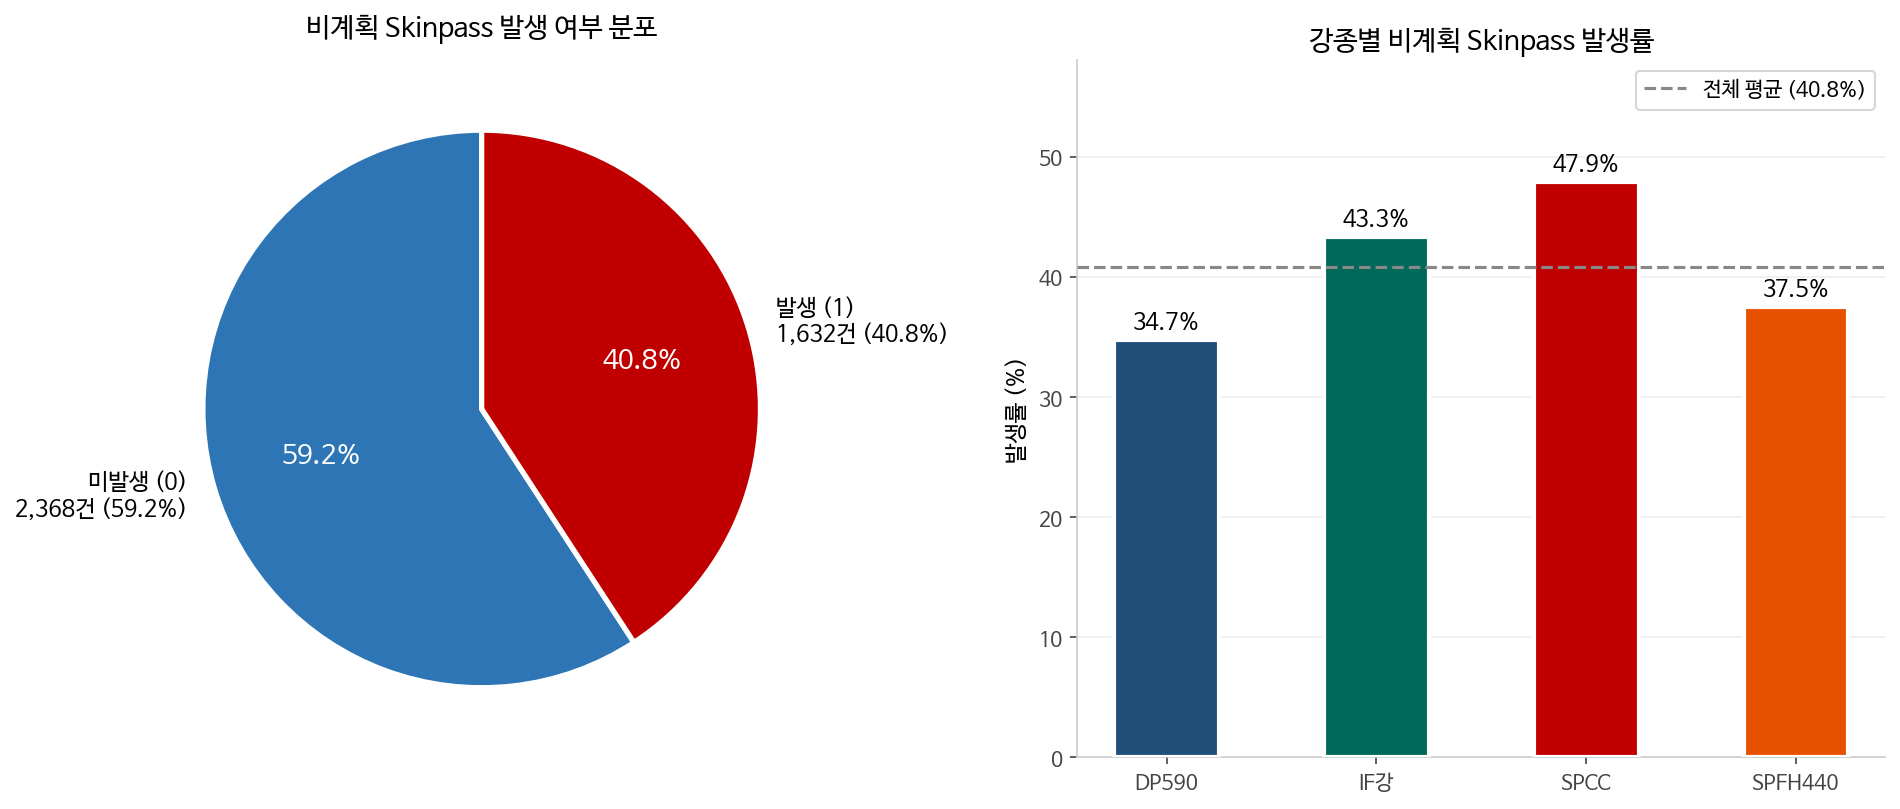 비계획 Skinpass 발생 여부 분포
발생 (1)
1,632건 (40.8%)
40.8%
59.2%
미발생 (0)
2,368건 (59.2%)
강종별 비계획 Skinpass 발생률
전체 평균 (40.8%)
발생률 (%)
50
40
30
20
10
0
34.7%
43.3%
47.9%
37.5%
DP590
IF강
SPCC
SPFH440